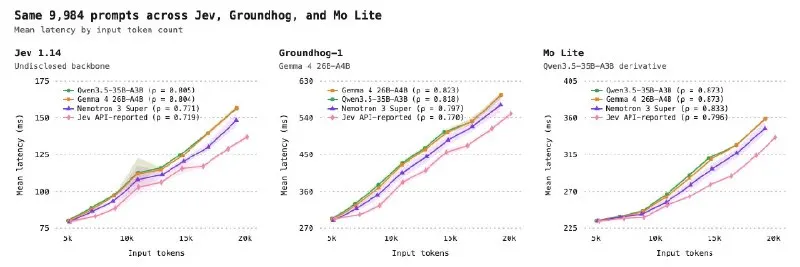 Same 9,984 prompts across Jev, Groundhog, and Mo Lite
Mean latency by input token count
Jev 1.14
Undisclosed backbone
Mean latency (ms)
175
150
125
100
75
Qwen3.5-35B-A3B (ρ = 0.805)
Gemma 4 26B-A4B (ρ = 0.804)
Nemotron 3 Super (ρ = 0.771)
Jev API-reported (ρ = 0.719)
5k
10k
15k
20k
Input tokens
Groundhog-1
Gemma 4 26B-A4B
Mean latency (ms)
630
540
450
360
270
Gemma 4 26B-A4B (ρ = 0.823)
Qwen3.5-35B-A3B (ρ = 0.818)
Nemotron 3 Super (ρ = 0.797)
Jev API-reported (ρ = 0.770)
5k
10k
15k
20k
Input tokens
Mo Lite
Qwen3.5-35B-A3B derivative
Mean latency (ms)
405
360
315
270
225
Qwen3.5-35B-A3B (ρ = 0.873)
Gemma 4 26B-A4B (ρ = 0.873)
Nemotron 3 Super (ρ = 0.833)
Jev API-reported (ρ = 0.796)
5k
10k
15k
20k
Input tokens